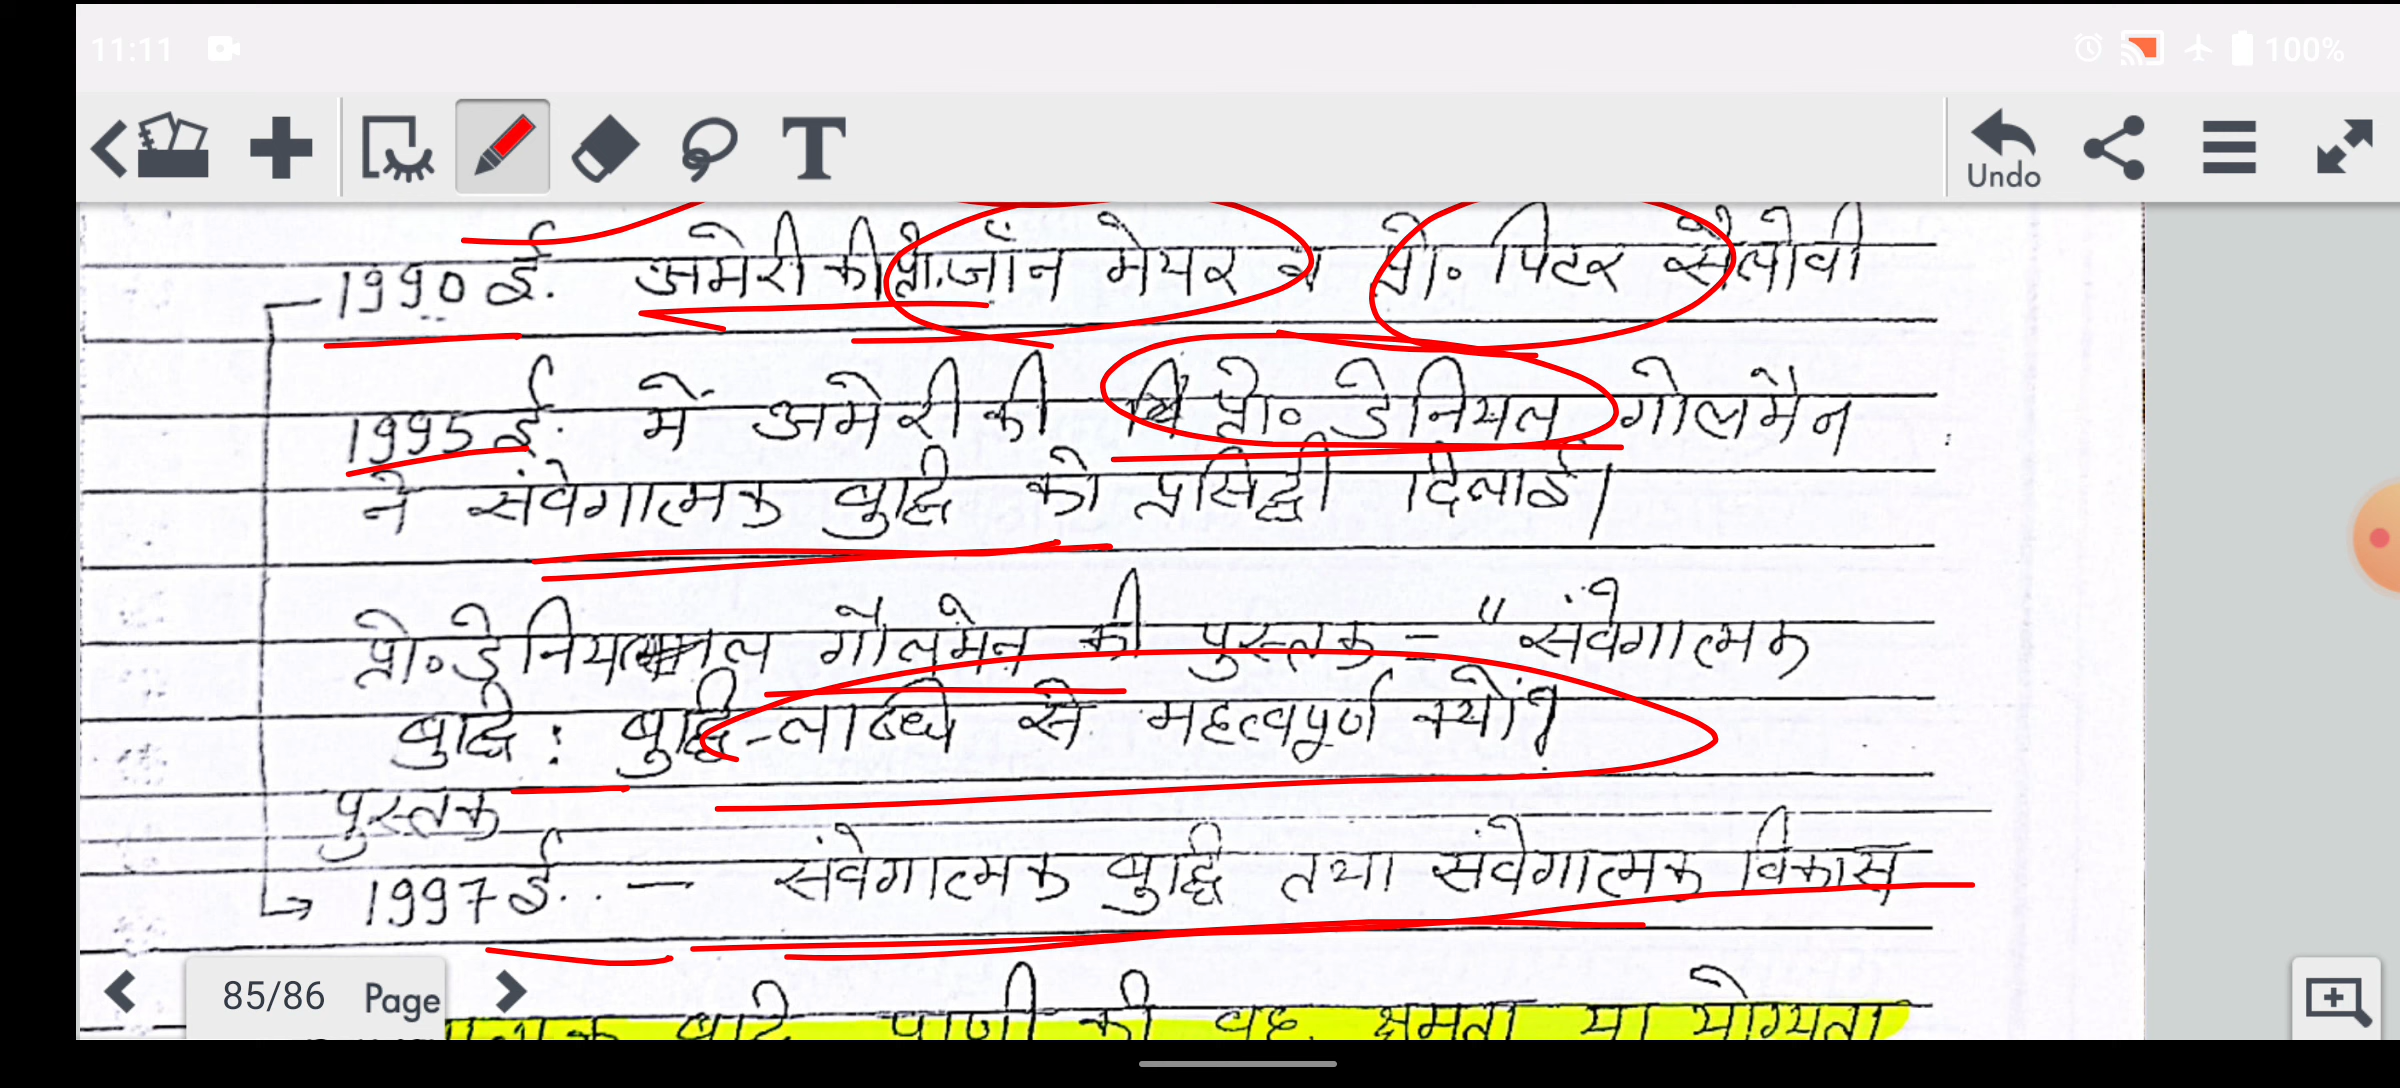 11:11
100%
Undo
1990 ई. अमेरीकी प्रो. जॉन मेयर व प्रो॰ पिटर सेलोवी
1995 ई. में अमेरीकी प्रो॰ डेनियल गोलमैन
ने संवेगात्मक बुद्धि को प्रसिद्धी दिलाई।
प्रो॰ डेनियल गोलमेन की पुस्तक = "संवेगात्मक
बुद्धि : बुद्धि-लब्धि से महत्वपूर्ण क्यों?
पुस्तक
→ 1997 ई. . — संवेगात्मक बुद्धि तथा संवेगात्मक विकास
बुद्धि प्राणी की वह क्षमता या योग्यता
85/86 Page